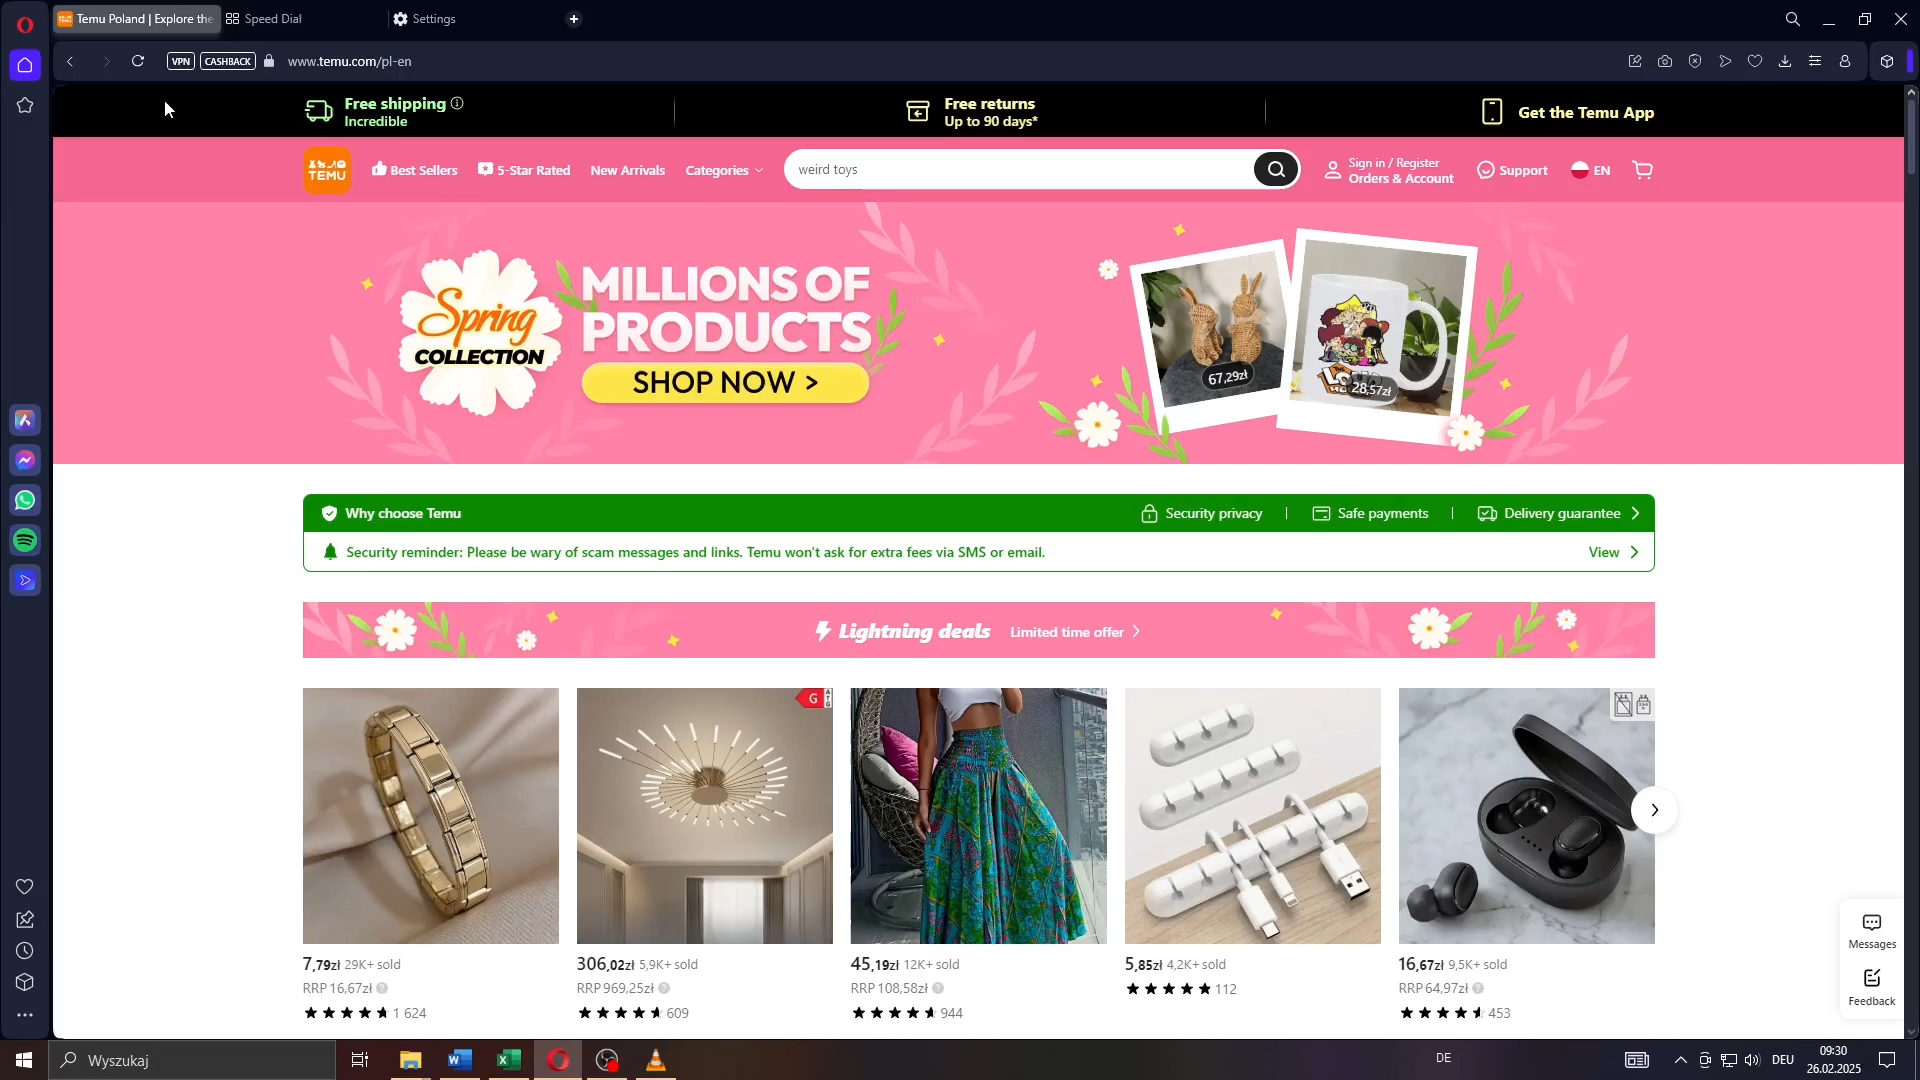 Temu Poland | Explore the
Speed Dial
Settings
VPN
CASHBACK
www.temu.com/pl-en
Free shipping
Incredible
Free returns
Up to 90 days*
Get the Temu App
TEMU
Best Sellers
5-Star Rated
New Arrivals
Categories
weird toys
Sign in / Register
Orders & Account
Support
EN
Spring
COLLECTION
MILLIONS OF
PRODUCTS
SHOP NOW >
67,29zł
28,57zł
Why choose Temu
Security privacy
Safe payments
Delivery guarantee
Security reminder: Please be wary of scam messages and links. Temu won't ask for extra fees via SMS or email.
View
Lightning deals
Limited time offer
G
7,79zł 29K+ sold
RRP 16,67zł
1 624
306,02zł 5,9K+ sold
RRP 969,25zł
609
45,19zł 12K+ sold
RRP 108,58zł
944
5,85zł 4,2K+ sold
112
16,67zł 9,5K+ sold
RRP 64,97zł
453
Messages
Feedback
Wyszukaj
DE
DEU
09:30
26.02.2025